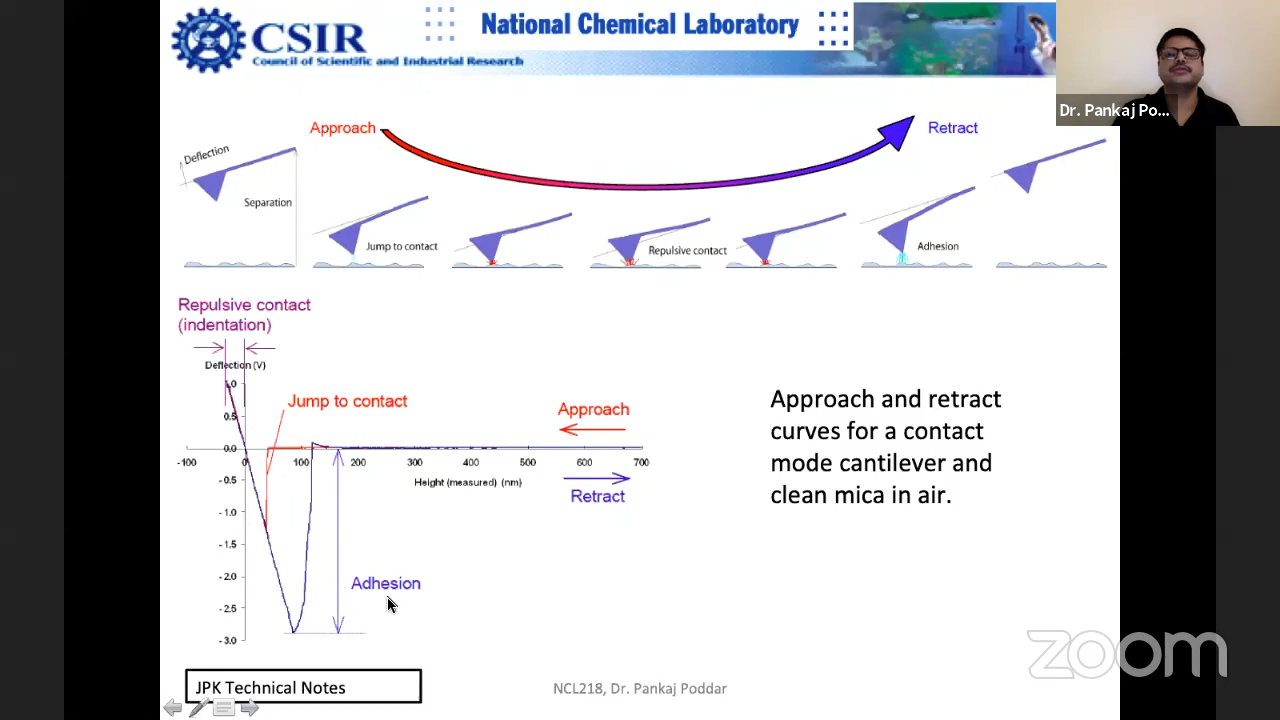 CSIR
Council of Scientific and Industrial Research
National Chemical Laboratory
Dr. Pankaj Po...
Approach
Retract
Deflection
Separation
Jump to contact
Repulsive contact
Adhesion
Repulsive contact
(indentation)
Deflection (V)
1.0
Jump to contact
0.5
Approach
0.0
-100
0
100
200
300
400
500
600
700
-0.5
Height (measured) (nm)
Retract
-1.0
-1.5
-2.0
Adhesion
-2.5
-3.0
Approach and retract
curves for a contact
mode cantilever and
clean mica in air.
zoom
JPK Technical Notes
NCL218, Dr. Pankaj Poddar